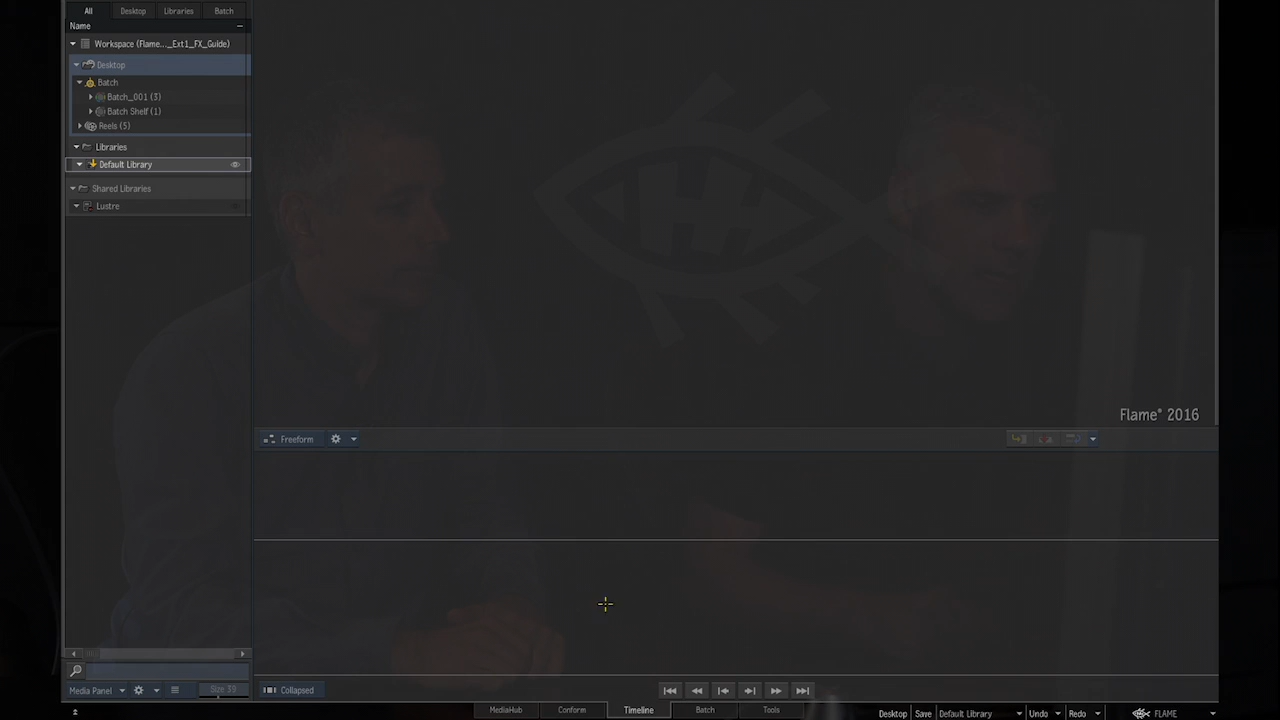 All Desktop Libraries Batch
Name
Workspace (Flame..._Ext1_FX_Guide)
Desktop
Batch
Batch_001 (3)
Batch Shelf (1)
Reels (5)
Libraries
Default Library
Shared Libraries
Lustre
Flame® 2016
Freeform
Media Panel Size 39 Collapsed
MediaHub Conform Timeline Batch Tools
Desktop Save Default Library Undo Redo FLAME